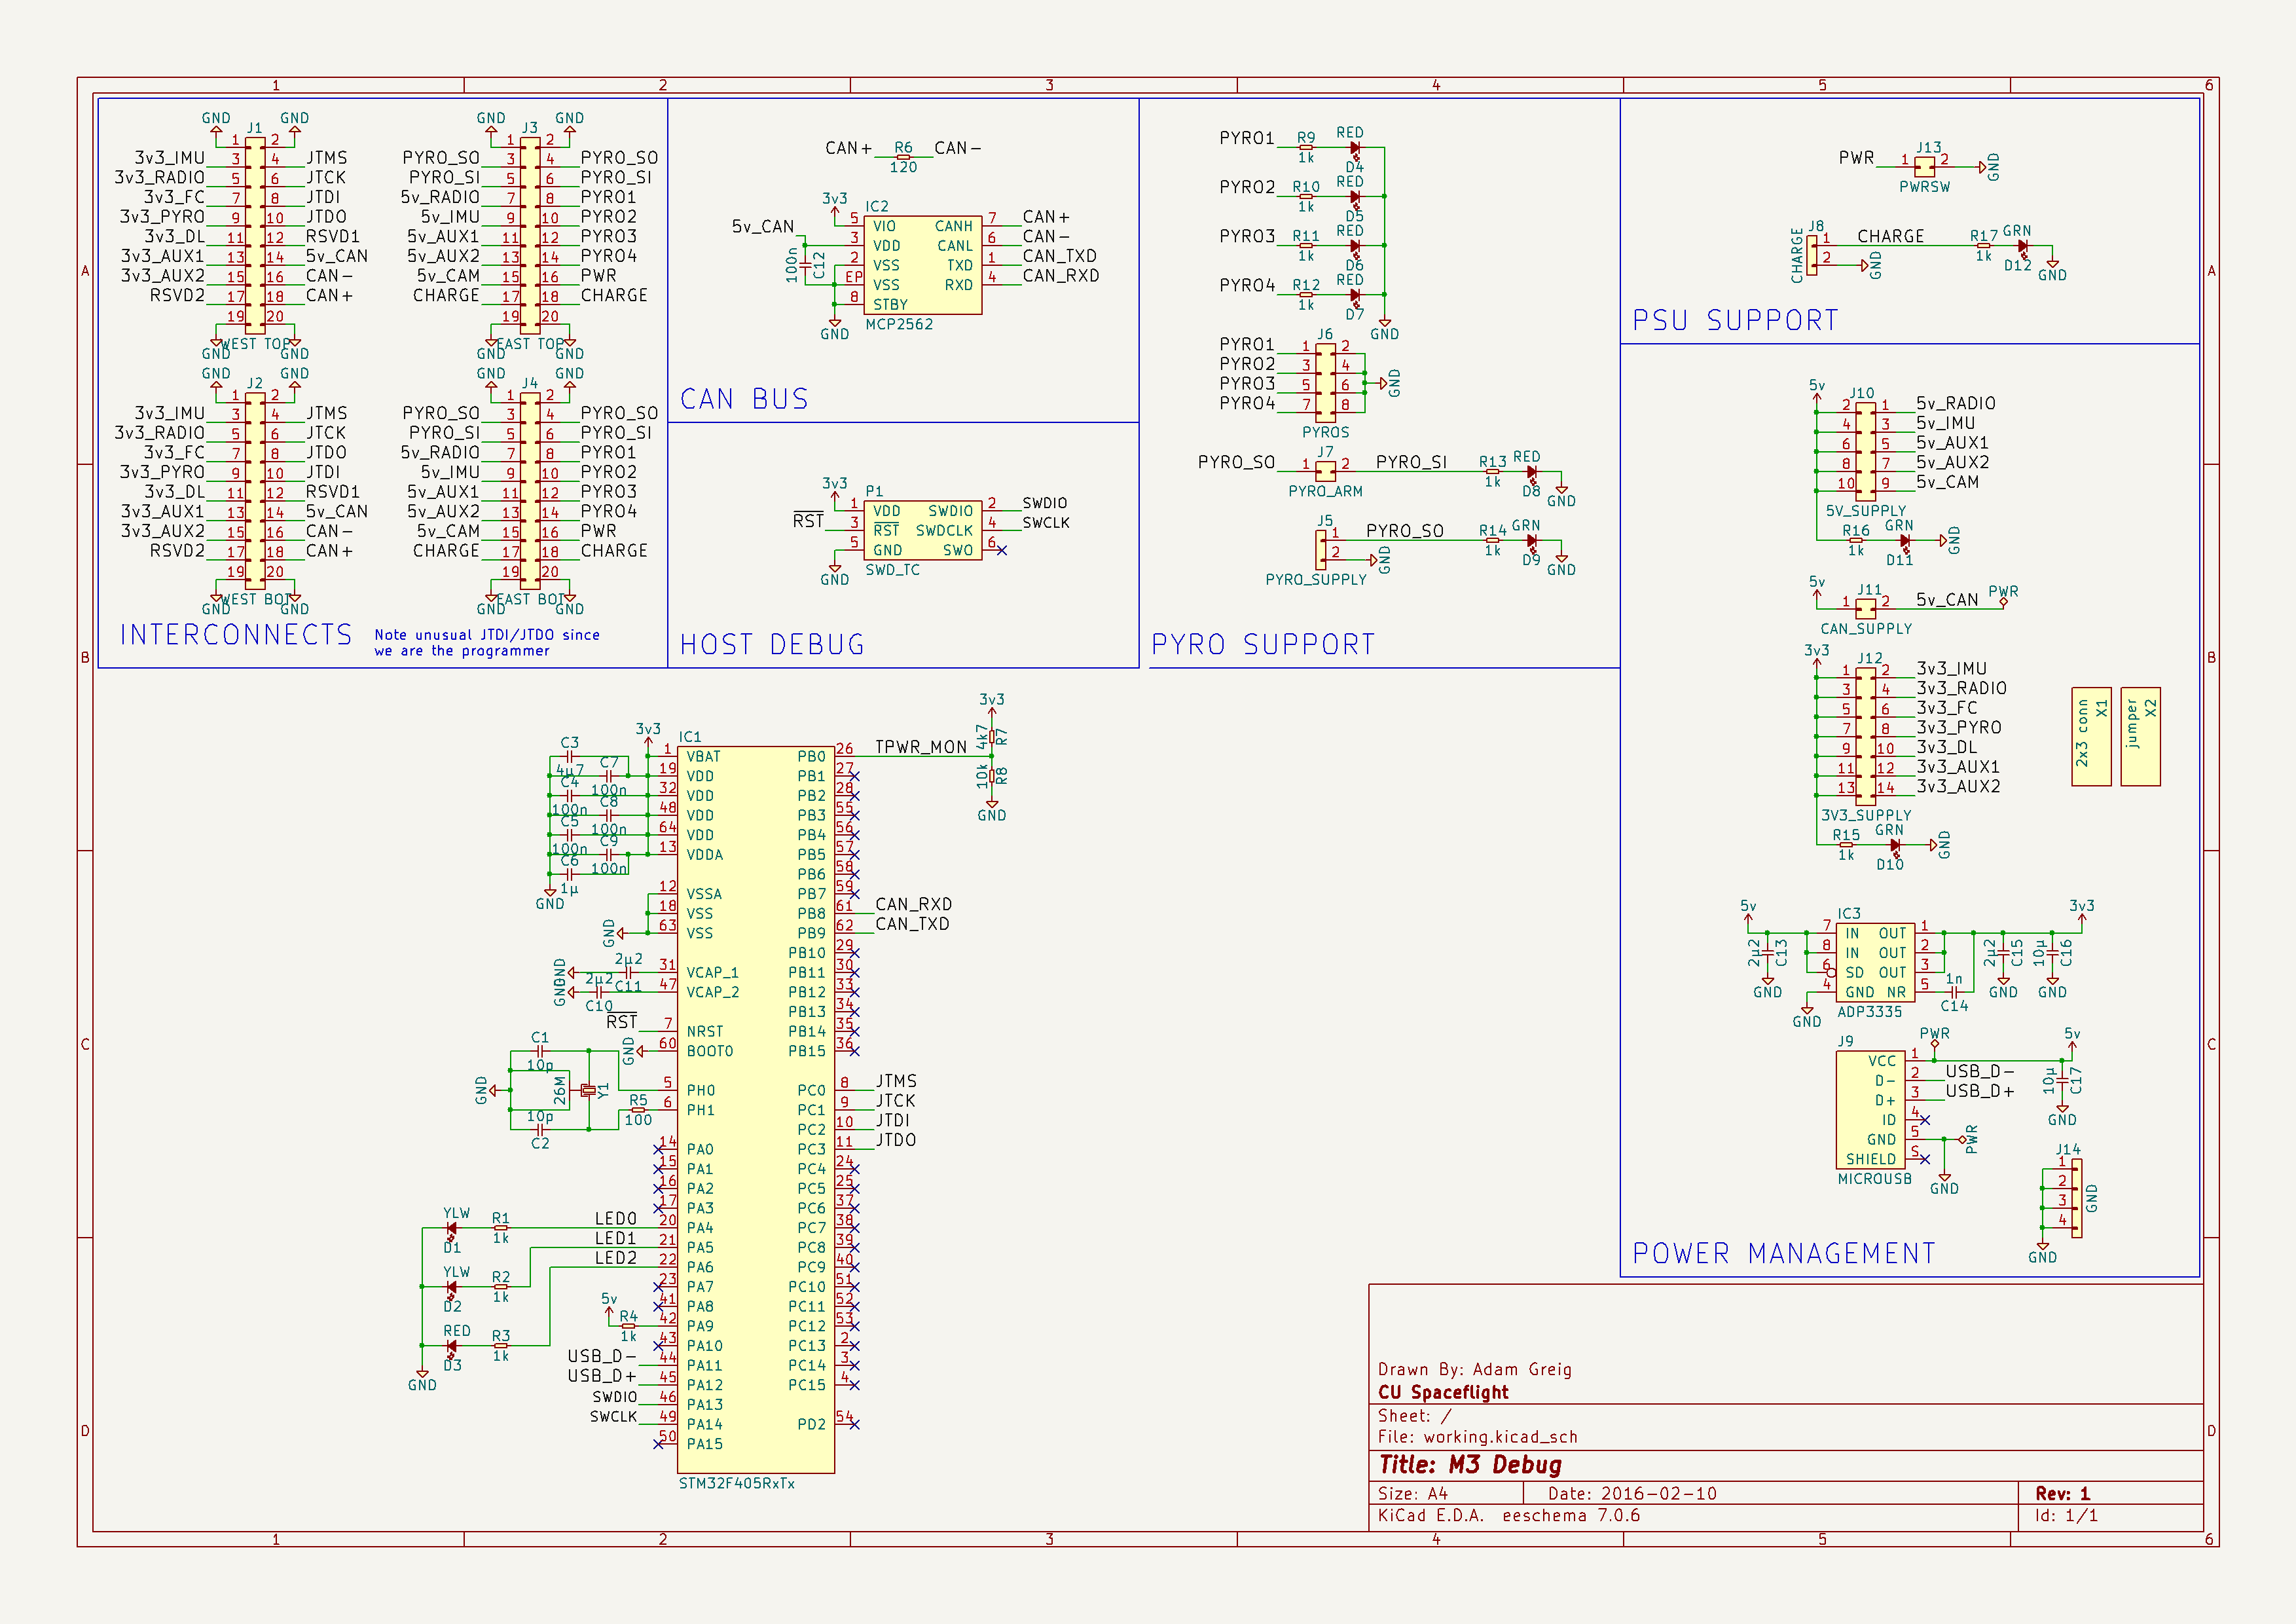 1 2 3 4 5 6
A B C D
GND GND
J1
1 2
3v3_IMU 3 4 JTMS
3v3_RADIO 5 6 JTCK
3v3_FC 7 8 JTDI
3v3_PYRO 9 10 JTDO
3v3_DL 11 12 RSVD1
3v3_AUX1 13 14 5v_CAN
3v3_AUX2 15 16 CAN-
RSVD2 17 18 CAN+
19 20
WEST TOP
GND GND
GND GND
J3
1 2
PYRO_SO 3 4 PYRO_SO
PYRO_SI 5 6 PYRO_SI
5v_RADIO 7 8 PYRO1
5v_IMU 9 10 PYRO2
5v_AUX1 11 12 PYRO3
5v_AUX2 13 14 PYRO4
5v_CAM 15 16 PWR
CHARGE 17 18 CHARGE
19 20
EAST TOP
GND GND
GND GND
J2
1 2
3v3_IMU 3 4 JTMS
3v3_RADIO 5 6 JTCK
3v3_FC 7 8 JTDO
3v3_PYRO 9 10 JTDI
3v3_DL 11 12 RSVD1
3v3_AUX1 13 14 5v_CAN
3v3_AUX2 15 16 CAN-
RSVD2 17 18 CAN+
19 20
WEST BOT
GND GND
GND GND
J4
1 2
PYRO_SO 3 4 PYRO_SO
PYRO_SI 5 6 PYRO_SI
5v_RADIO 7 8 PYRO1
5v_IMU 9 10 PYRO2
5v_AUX1 11 12 PYRO3
5v_AUX2 13 14 PYRO4
5v_CAM 15 16 PWR
CHARGE 17 18 CHARGE
19 20
EAST BOT
GND GND
INTERCONNECTS
Note unusual JTDI/JTDO since
we are the programmer
CAN+ R6 CAN-
120
3v3
IC2
5v_CAN
100n C12
5 VIO CANH 7 CAN+
3 VDD CANL 6 CAN-
2 VSS TXD 1 CAN_TXD
EP VSS RXD 4 CAN_RXD
8 STBY
GND MCP2562
CAN BUS
3v3
P1
1 VDD SWDIO 2 SWDIO
RST 3 RST SWDCLK 4 SWCLK
5 GND SWO 6
GND SWD_TC
HOST DEBUG
PYRO1 R9 RED
1k D4
PYRO2 R10 RED
1k D5
PYRO3 R11 RED
1k D6
PYRO4 R12 RED
1k D7
GND
J6
PYRO1 1 2
PYRO2 3 4
PYRO3 5 6 GND
PYRO4 7 8
PYROS
J7
PYRO_SO 1 2 PYRO_SI R13 RED
PYRO_ARM 1k D8
GND
J5
1 PYRO_SO R14 GRN
2 GND 1k D9
GND
PYRO_SUPPLY
PYRO SUPPORT
J13
PWR 1 2 GND
PWRSW
J8
CHARGE 1 CHARGE R17 GRN
2 GND 1k D12
GND
PSU SUPPORT
5v
J10
2 1 5v_RADIO
4 3 5v_IMU
6 5 5v_AUX1
8 7 5v_AUX2
10 9 5v_CAM
5V_SUPPLY
R16 GRN
1k D11 GND
5v J11
1 2 5v_CAN PWR
CAN_SUPPLY
3v3
J12
1 2 3v3_IMU
3 4 3v3_RADIO
5 6 3v3_FC
7 8 3v3_PYRO
9 10 3v3_DL
11 12 3v3_AUX1
13 14 3v3_AUX2
3V3_SUPPLY
R15 GRN
1k D10 GND
2x3 conn X1
jumper X2
5v IC3 3v3
2µ2 C13
GND
7 IN OUT 1
8 IN OUT 2
6 SD OUT 3
4 GND NR 5
GND ADP3335
1n C14
2µ2 C15
GND
10µ C16
GND
J9 PWR 5v
VCC 1
D- 2 USB_D-
D+ 3 USB_D+
ID 4
GND 5 PWR
SHIELD S
MICROUSB GND
10µ C17
GND
J14
1
2
3
4
GND
GND
POWER MANAGEMENT
3v3 IC1
C3 4µ7
C7 100n
C4 100n
C8 100n
C5 100n
C9 100n
C6 1µ
GND
1 VBAT
19 VDD
32 VDD
48 VDD
64 VDD
13 VDDA
12 VSSA
18 VSS
GND 63 VSS
GND 2µ2 C11 31 VCAP_1
GND 2µ2 C10 47 VCAP_2
RST 7 NRST
GND 60 BOOT0
C1 10p
GND 26M Y1
C2 10p
5 PH0
R5 100 6 PH1
14 PA0
15 PA1
16 PA2
17 PA3
YLW D1 R1 1k LED0 20 PA4
YLW D2 R2 1k LED1 21 PA5
RED D3 R3 1k LED2 22 PA6
GND
23 PA7
41 PA8
5v R4 1k 42 PA9
43 PA10
USB_D- 44 PA11
USB_D+ 45 PA12
SWDIO 46 PA13
SWCLK 49 PA14
50 PA15
STM32F405RxTx
PB0 26 TPWR_MON
3v3
4k7 R7
10k R8
GND
PB1 27
PB2 28
PB3 55
PB4 56
PB5 57
PB6 58
PB7 59
PB8 61 CAN_RXD
PB9 62 CAN_TXD
PB10 29
PB11 30
PB12 33
PB13 34
PB14 35
PB15 36
PC0 8 JTMS
PC1 9 JTCK
PC2 10 JTDI
PC3 11 JTDO
PC4 24
PC5 25
PC6 37
PC7 38
PC8 39
PC9 40
PC10 51
PC11 52
PC12 53
PC13 2
PC14 3
PC15 4
PD2 54
Drawn By: Adam Greig
CU Spaceflight
Sheet: /
File: working.kicad_sch
Title: M3 Debug
Size: A4 Date: 2016-02-10 Rev: 1
KiCad E.D.A. eeschema 7.0.6 Id: 1/1
1 2 3 4 5 6
A B C D